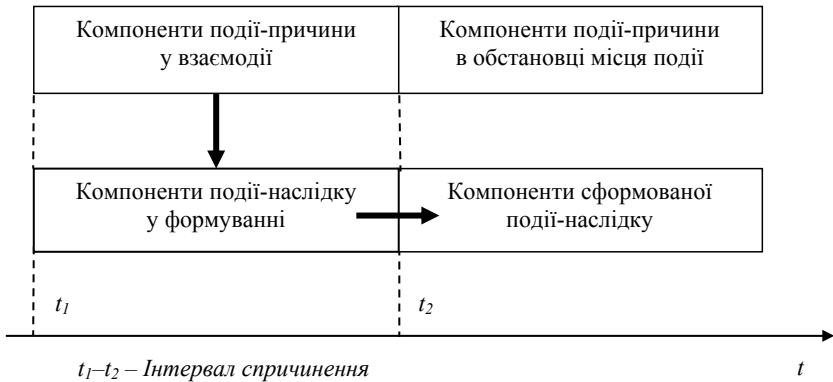 Компоненти події-причини
у взаємодії
Компоненти події-причини
в обстановці місця події
Компоненти події-наслідку
у формуванні
Компоненти сформованої
події-наслідку
t1
t2
t1–t2 – Інтервал спричинення
t